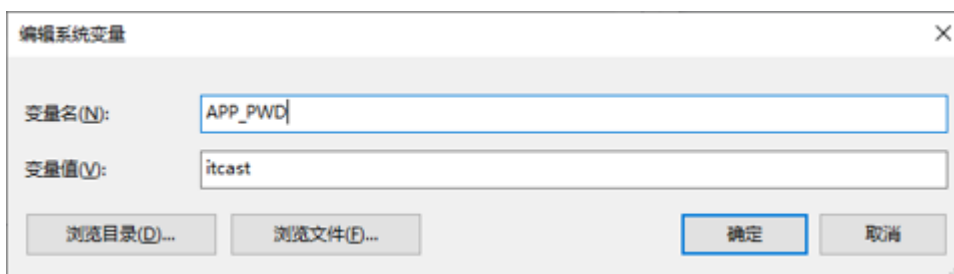 编辑系统变量
变量名(N):
APP_PWD
变量值(V):
itcast
浏览目录(D)...
浏览文件(F)...
确定
取消